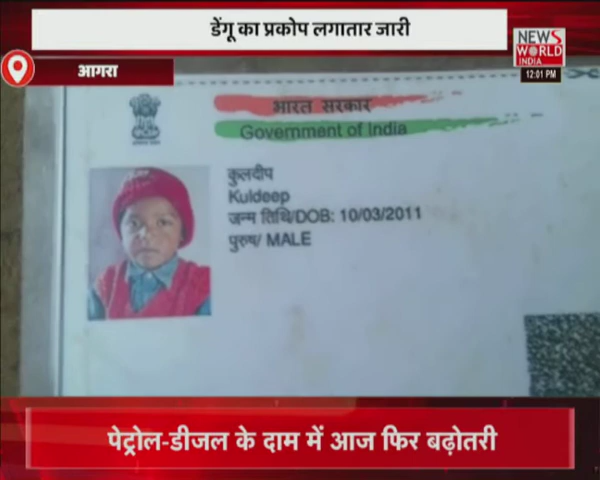 डेंगू का प्रकोप लगातार जारी
NEWS
WORLD
INDIA
12:01 PM
आगरा
भारत सरकार
Government of India
कुलदीप
Kuldeep
जन्म तिथि/DOB: 10/03/2011
पुरुष/ MALE
पेट्रोल-डीजल के दाम में आज फिर बढ़ोतरी